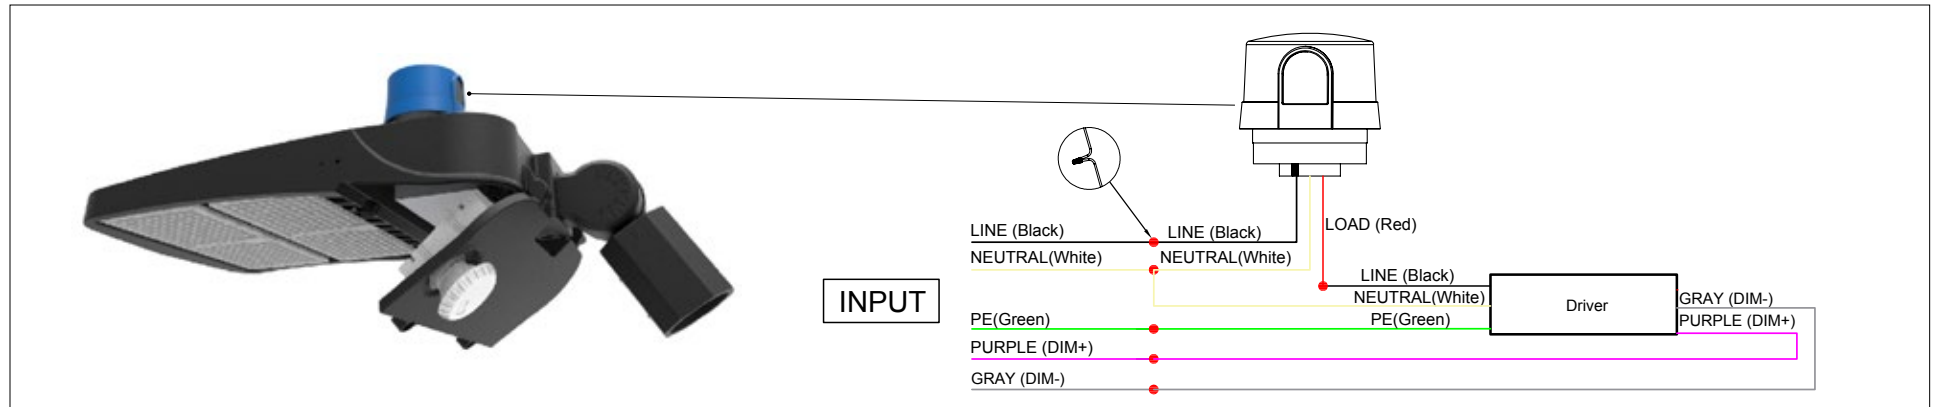 LINE (Black)
LINE (Black)
LOAD (Red)
NEUTRAL(White)
NEUTRAL(White)
LINE (Black)
NEUTRAL(White)
INPUT
Driver
GRAY (DIM-)
PE(Green)
PE(Green)
PURPLE (DIM+)
PURPLE (DIM+)
GRAY (DIM-)